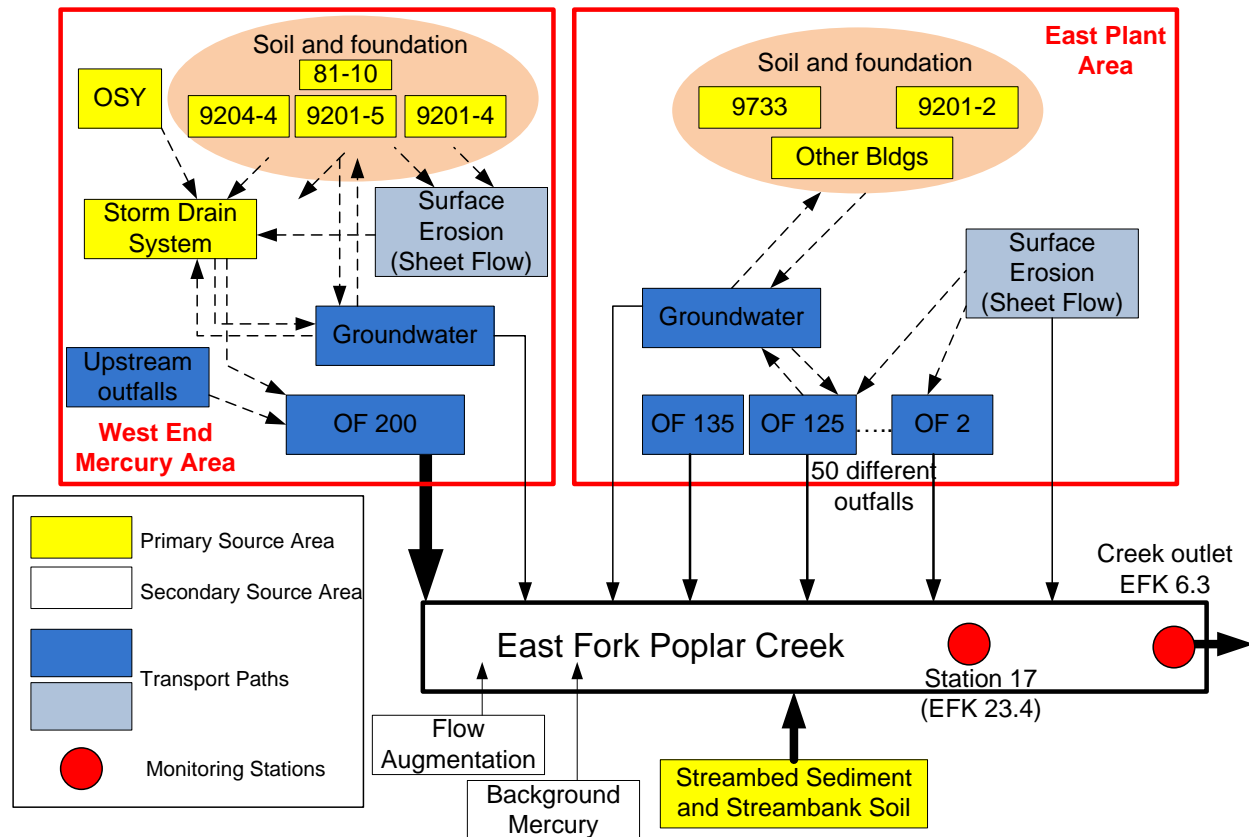 Soil and foundation
81-10
OSY
9204-4
9201-5
9201-4
Storm Drain
System
Surface
Erosion
(Sheet Flow)
Groundwater
Upstream
outfalls
OF 200
West End
Mercury Area
East Plant
Area
Soil and foundation
9733
9201-2
Other Bldgs
Surface
Erosion
(Sheet Flow)
Groundwater
OF 135
OF 125
.....
OF 2
50 different
outfalls
Primary Source Area
Secondary Source Area
Transport Paths
Monitoring Stations
Creek outlet
EFK 6.3
East Fork Poplar Creek
Station 17
(EFK 23.4)
Flow
Augmentation
Background
Mercury
Streambed Sediment
and Streambank Soil